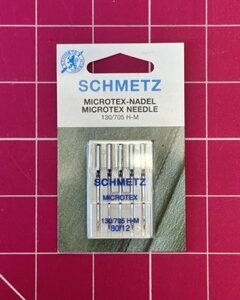 SCHMETZ
MICROTEX-NADEL
MICROTEX NEEDLE
130/705 H-M
SCHMETZ
MICROTEX
130/705 H-M
80/12